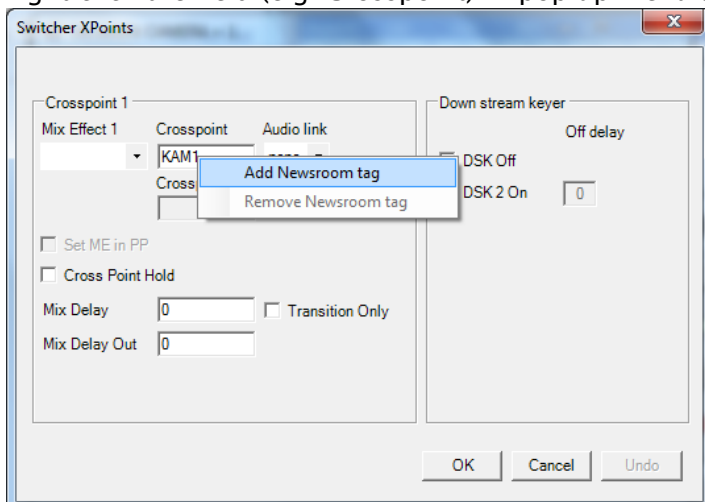 Switcher XPoints
Crosspoint 1
Mix Effect 1 Crosspoint Audio link
KAM1
Add Newsroom tag
Remove Newsroom tag
Set ME in PP
Cross Point Hold
Mix Delay 0 Transition Only
Mix Delay Out 0
Down stream keyer
Off delay
DSK Off
DSK 2 On 0
OK Cancel Undo